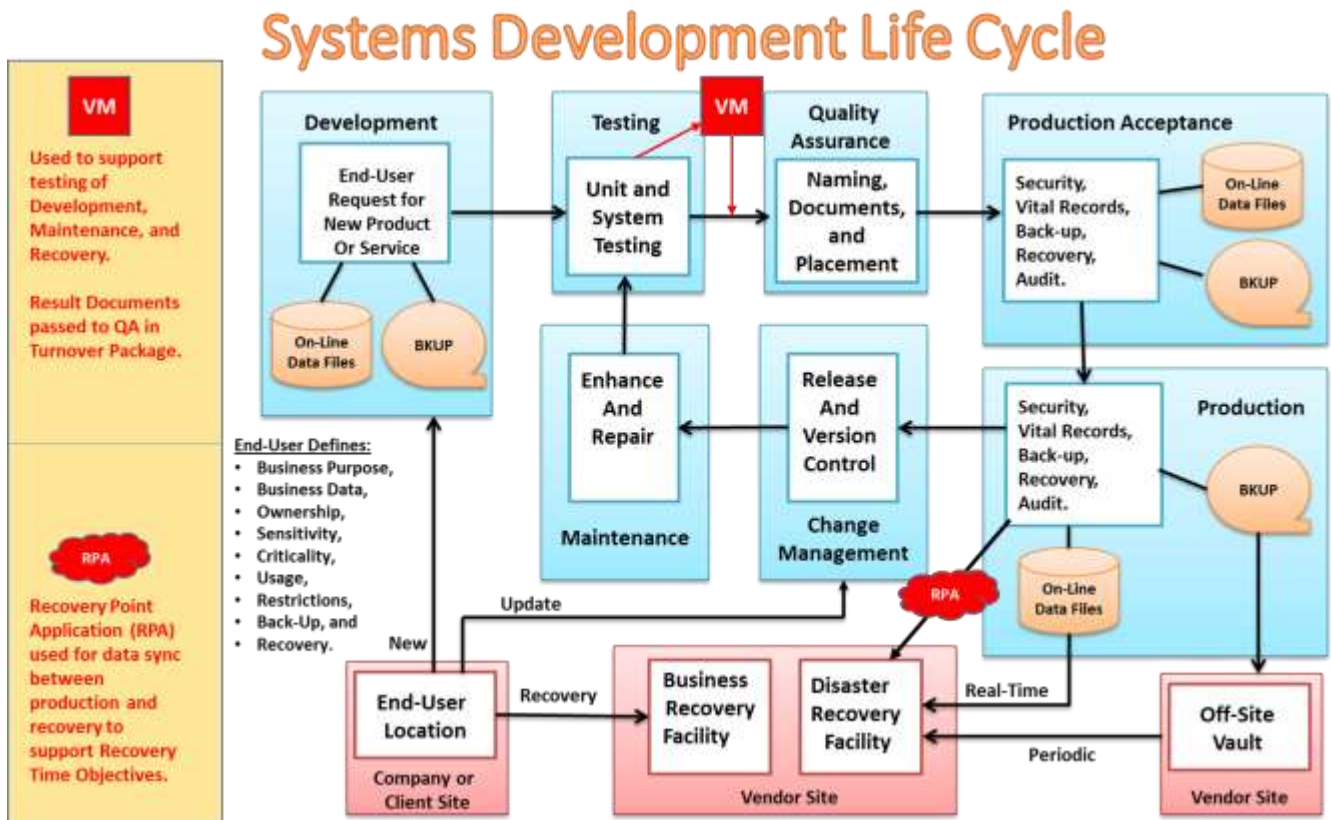 Systems Development Life Cycle
VM
Used to support
testing of
Development,
Maintenance, and
Recovery.
Result Documents
passed to QA in
Turnover Package.
RPA
Recovery Point
Application (RPA)
used for data sync
between
production and
recovery to
support Recovery
Time Objectives.
Development
End-User
Request for
New Product
Or Service
On-Line
Data Files
BKUP
Testing
Unit and
System
Testing
VM
Quality
Assurance
Naming,
Documents,
and
Placement
Production Acceptance
Security,
Vital Records,
Back-up,
Recovery,
Audit.
On-Line
Data Files
BKUP
Enhance
And
Repair
Maintenance
Release
And
Version
Control
Change
Management
Production
Security,
Vital Records,
Back-up,
Recovery,
Audit.
BKUP
On-Line
Data Files
RPA
End-User Defines:
• Business Purpose,
• Business Data,
• Ownership,
• Sensitivity,
• Criticality,
• Usage,
• Restrictions,
• Back-Up, and
• Recovery.
New
Update
End-User
Location
Company or
Client Site
Recovery
Business
Recovery
Facility
Disaster
Recovery
Facility
Vendor Site
Real-Time
Periodic
Off-Site
Vault
Vendor Site